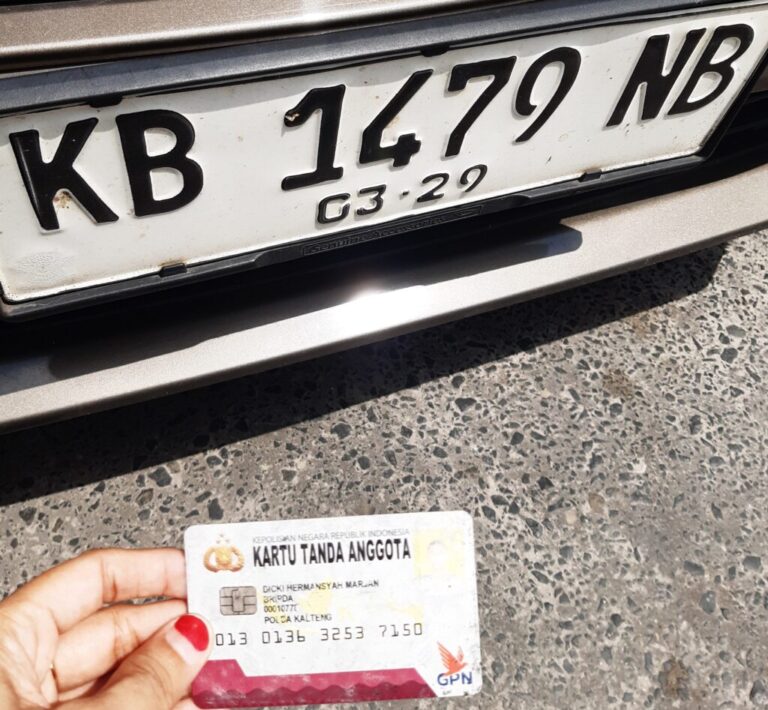 KB 1479 NB
03·29
KEPOLISIAN NEGARA REPUBLIK INDONESIA
KARTU TANDA ANGGOTA
DICKI HERMANSYAH MARJAN
BRIPDA
POLDA KALTENG
013 0136 3253 7150
GPN